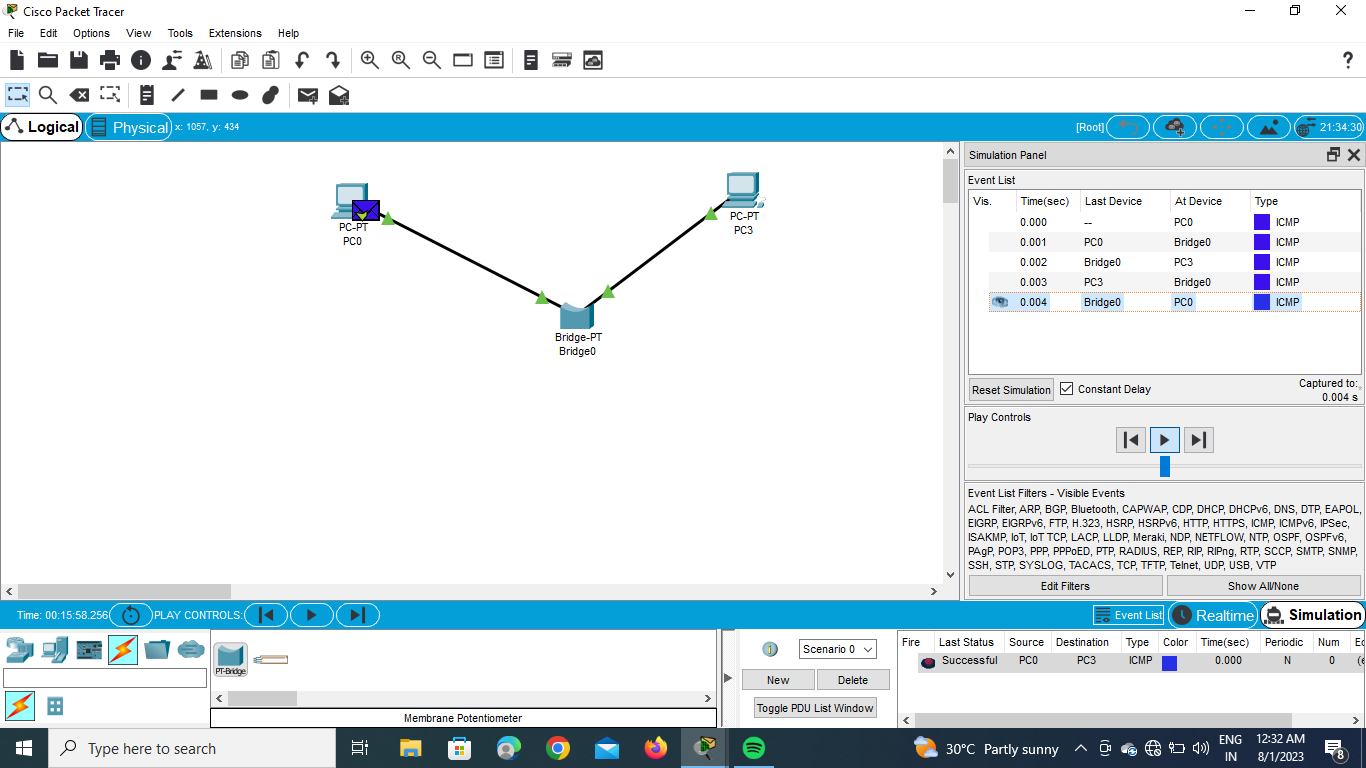 Cisco Packet Tracer
File Edit Options View Tools Extensions Help
?
Logical Physical x: 1057, y: 434 [Root] 21:34:30
PC-PT
PC0
PC-PT
PC3
Bridge-PT
Bridge0
Simulation Panel
Event List
Vis. Time(sec) Last Device At Device Type
0.000 -- PC0 ICMP
0.001 PC0 Bridge0 ICMP
0.002 Bridge0 PC3 ICMP
0.003 PC3 Bridge0 ICMP
0.004 Bridge0 PC0 ICMP
Reset Simulation Constant Delay Captured to:
0.004 s
Play Controls
Event List Filters - Visible Events
ACL Filter, ARP, BGP, Bluetooth, CAPWAP, CDP, DHCP, DHCPv6, DNS, DTP, EAPOL,
EIGRP, EIGRPv6, FTP, H.323, HSRP, HSRPv6, HTTP, HTTPS, ICMP, ICMPv6, IPSec,
ISAKMP, IoT, IoT TCP, LACP, LLDP, Meraki, NDP, NETFLOW, NTP, OSPF, OSPFv6,
PAgP, POP3, PPP, PPPoED, PTP, RADIUS, REP, RIP, RIPng, RTP, SCCP, SMTP, SNMP,
SSH, STP, SYSLOG, TACACS, TCP, TFTP, Telnet, UDP, USB, VTP
Edit Filters Show All/None
Time: 00:15:58.256 PLAY CONTROLS: Event List Realtime Simulation
PT-Bridge
Membrane Potentiometer
Scenario 0
New Delete
Toggle PDU List Window
Fire Last Status Source Destination Type Color Time(sec) Periodic Num
Successful PC0 PC3 ICMP 0.000 N 0
Type here to search
30°C Partly sunny
ENG
IN
12:32 AM
8/1/2023
8